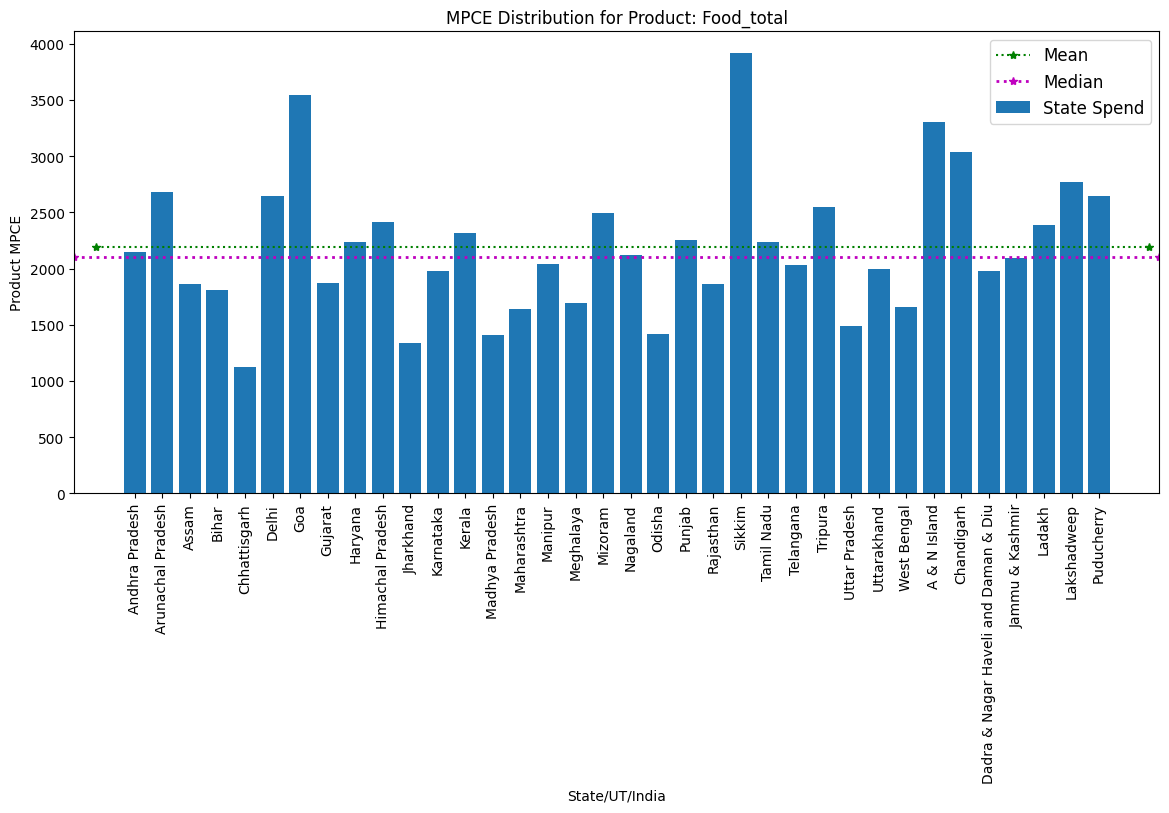 MPCE Distribution for Product: Food_total
Mean
Median
State Spend
Product MPCE
4000
3500
3000
2500
2000
1500
1000
500
0
Andhra Pradesh
Arunachal Pradesh
Assam
Bihar
Chhattisgarh
Delhi
Goa
Gujarat
Haryana
Himachal Pradesh
Jharkhand
Karnataka
Kerala
Madhya Pradesh
Maharashtra
Manipur
Meghalaya
Mizoram
Nagaland
Odisha
Punjab
Rajasthan
Sikkim
Tamil Nadu
Telangana
Tripura
Uttar Pradesh
Uttarakhand
West Bengal
A & N Island
Chandigarh
Dadra & Nagar Haveli and Daman & Diu
Jammu & Kashmir
Ladakh
Lakshadweep
Puducherry
State/UT/India